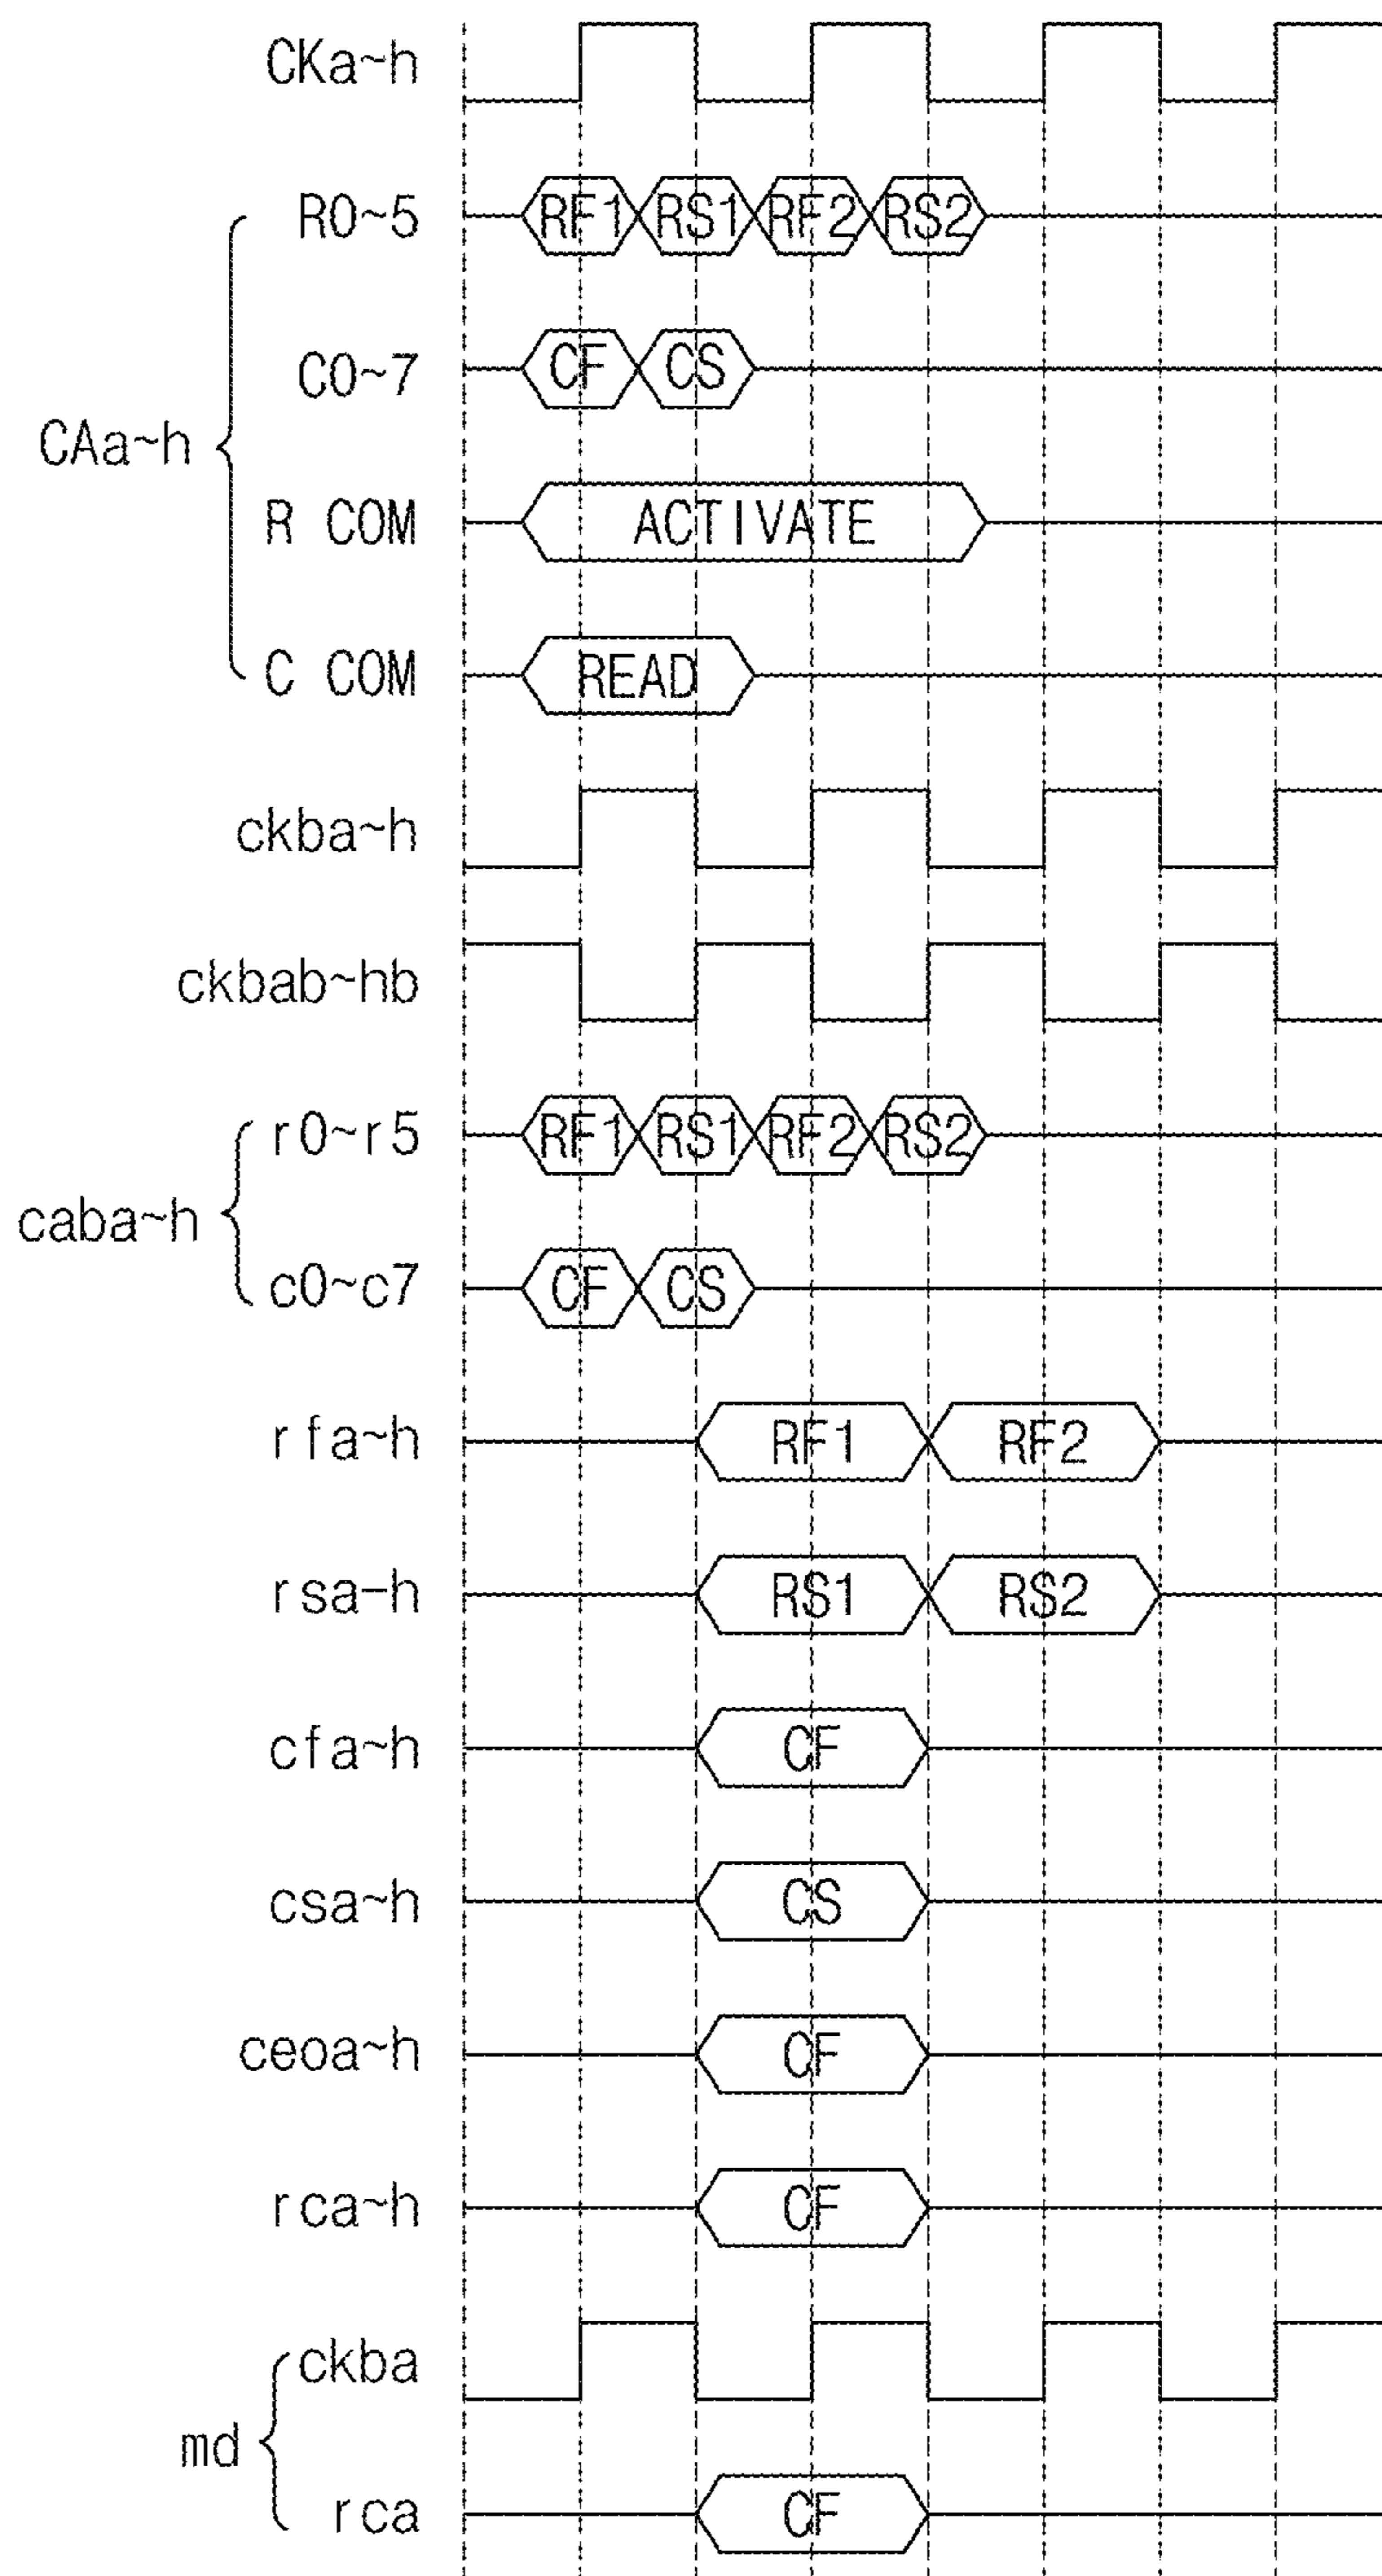 CKa~h
R0~5 RF1 RS1 RF2 RS2
C0~7 CF CS
CAa~h
R COM ACTIVATE
C COM READ
ckba~h
ckbab~hb
r0~r5 RF1 RS1 RF2 RS2
caba~h
c0~c7 CF CS
rfa~h RF1 RF2
rsa-h RS1 RS2
cfa~h CF
csa~h CS
ceoa~h CF
rca~h CF
ckba
md
rca CF